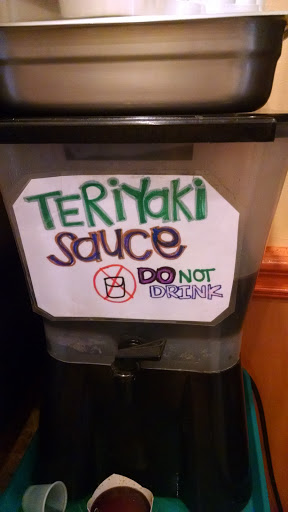 TERiYaki
sauce
DO NOT
DRINK